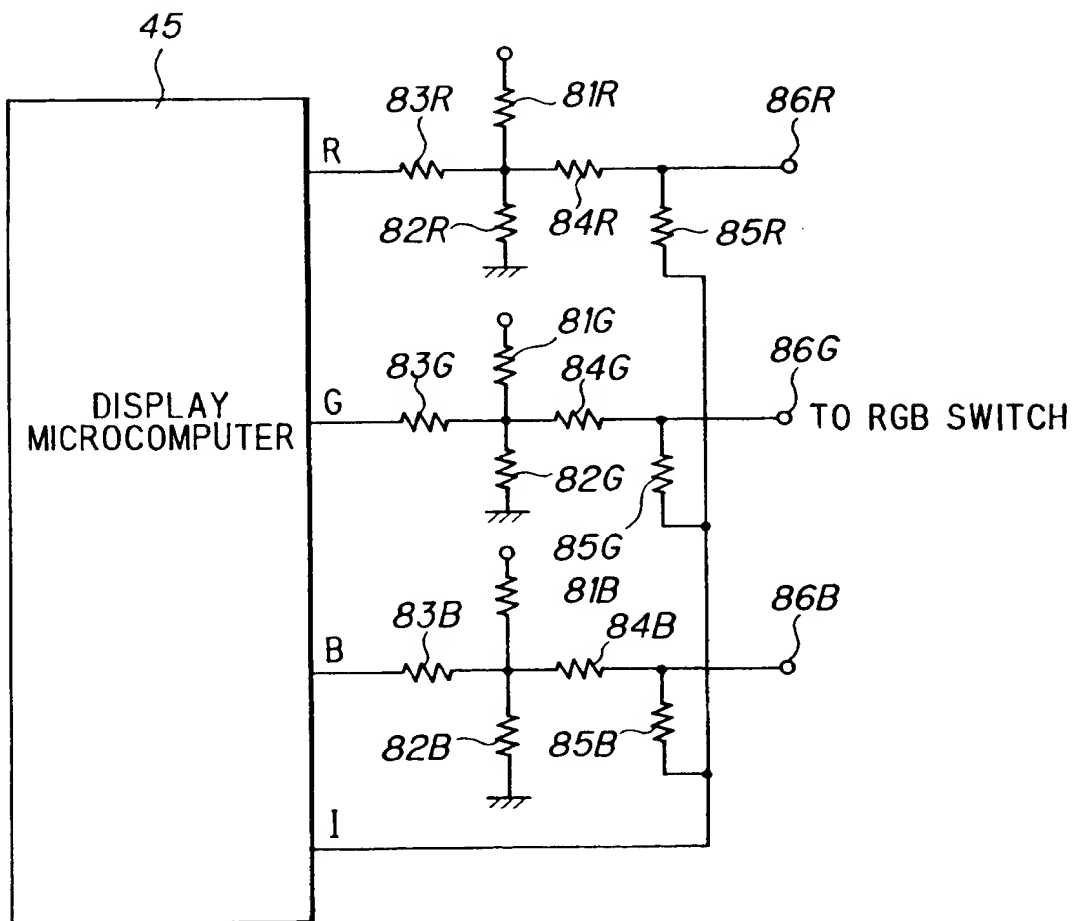 45
83R
81R
86R
R
82R
84R
85R
81G
83G
84G
86G
G
DISPLAY
MICROCOMPUTER
TO RGB SWITCH
82G
85G
81B
83B
84B
86B
B
82B
85B
I